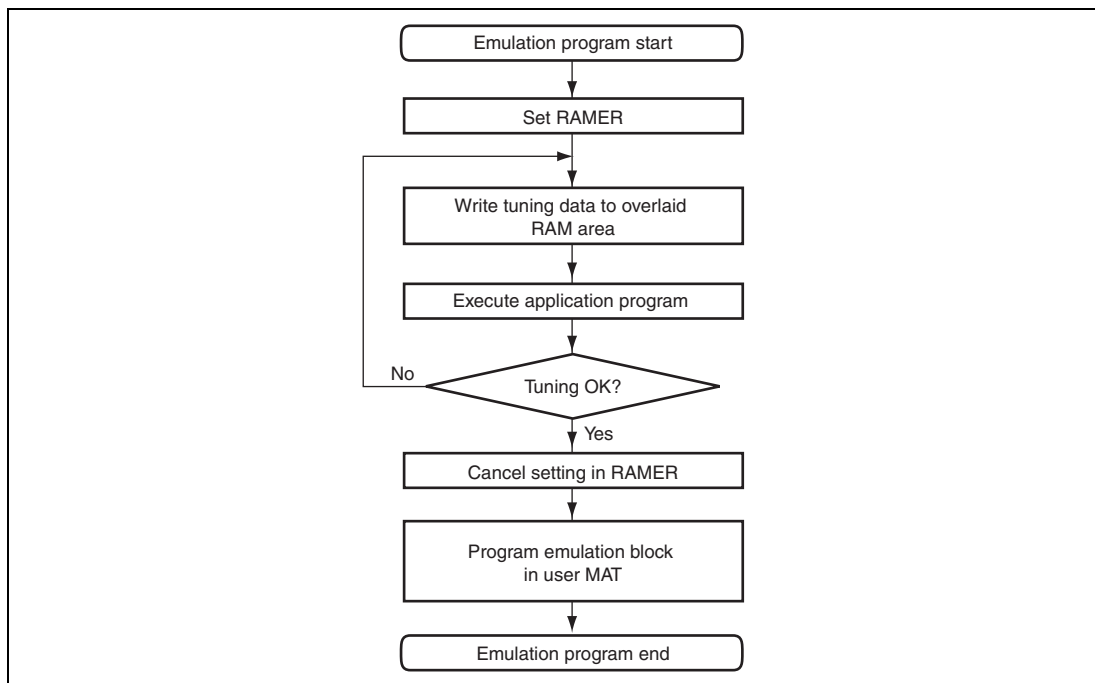 Emulation program start
Set RAMER
Write tuning data to overlaid
RAM area
Execute application program
No
Tuning OK?
Yes
Cancel setting in RAMER
Program emulation block
in user MAT
Emulation program end